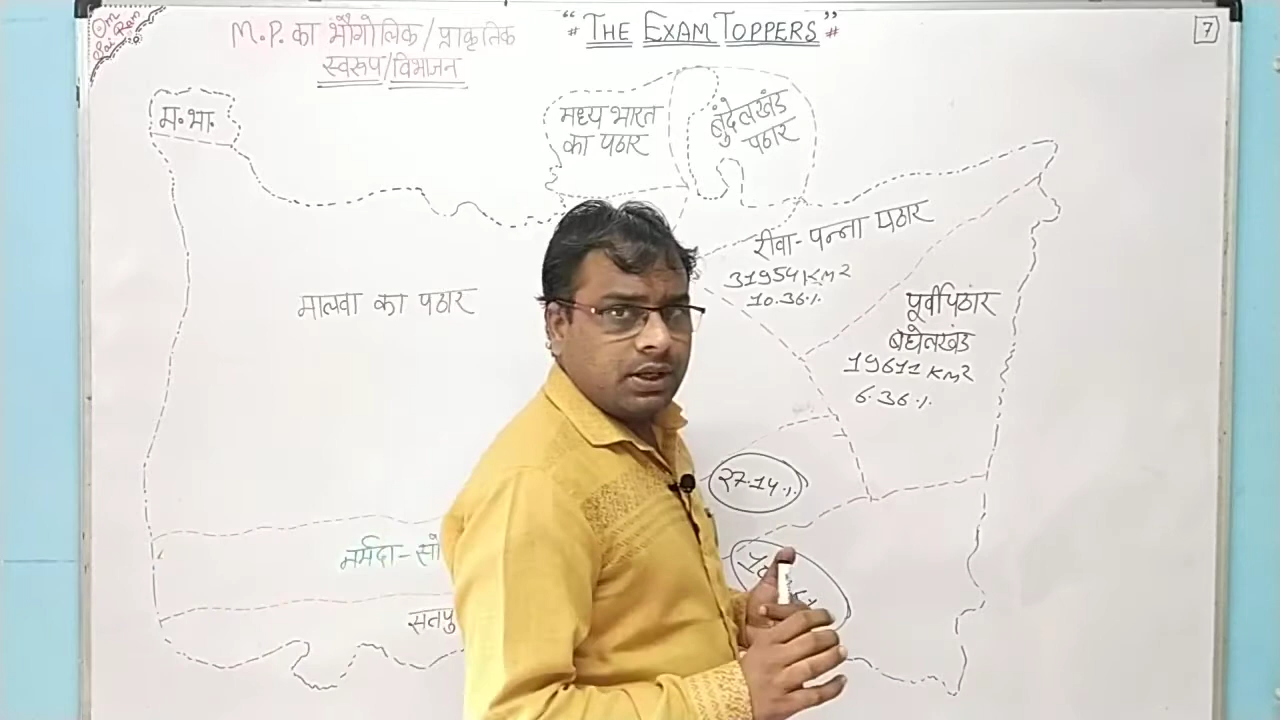 M.P. का भौगोलिक/प्राकृतिक
स्वरूप/विभाजन
"THE EXAM TOPPERS"
7
म.भा.
मध्य भारत
का पठार
बुंदेलखंड
पठार
रीवा-पन्ना पठार
31954 KM2
10.36%
मालवा का पठार
बघेलखंड
19611 KM2
6.36%
27.14%
नर्मदा-सो
सतपु